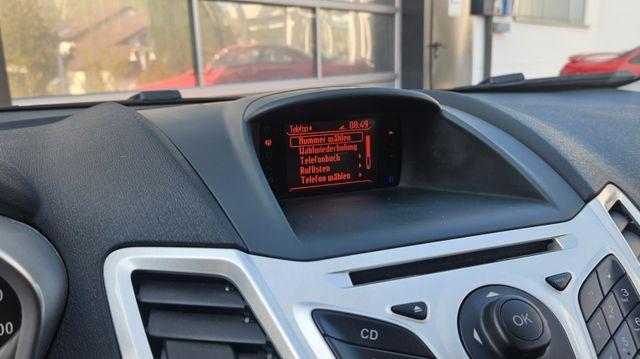 Telefon
08:49
Nummer wählen
Wahlwiederholung
Telefonbuch
Ruflisten
Telefon wählen
CD
OK